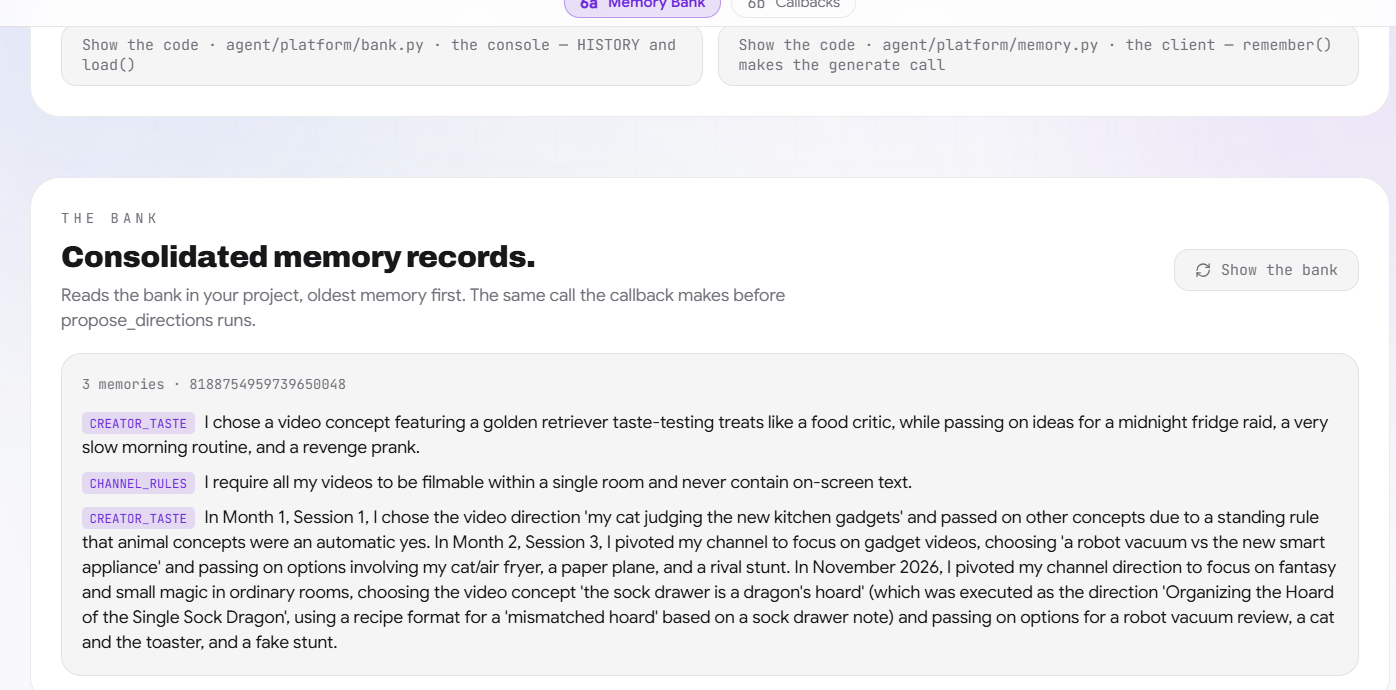 6a Memory Bank 6b Callbacks
Show the code · agent/platform/bank.py · the console — HISTORY and
load()
Show the code · agent/platform/memory.py · the client — remember()
makes the generate call
THE BANK
Consolidated memory records.
Reads the bank in your project, oldest memory first. The same call the callback makes before
propose_directions runs.
Show the bank
3 memories · 8188754959739650048
CREATOR_TASTE I chose a video concept featuring a golden retriever taste-testing treats like a food critic, while passing on ideas for a midnight fridge raid, a very
slow morning routine, and a revenge prank.
CHANNEL_RULES I require all my videos to be filmable within a single room and never contain on-screen text.
CREATOR_TASTE In Month 1, Session 1, I chose the video direction 'my cat judging the new kitchen gadgets' and passed on other concepts due to a standing rule
that animal concepts were an automatic yes. In Month 2, Session 3, I pivoted my channel to focus on gadget videos, choosing 'a robot vacuum vs the new smart
appliance' and passing on options involving my cat/air fryer, a paper plane, and a rival stunt. In November 2026, I pivoted my channel direction to focus on fantasy
and small magic in ordinary rooms, choosing the video concept 'the sock drawer is a dragon's hoard' (which was executed as the direction 'Organizing the Hoard
of the Single Sock Dragon', using a recipe format for a 'mismatched hoard' based on a sock drawer note) and passing on options for a robot vacuum review, a cat
and the toaster, and a fake stunt.